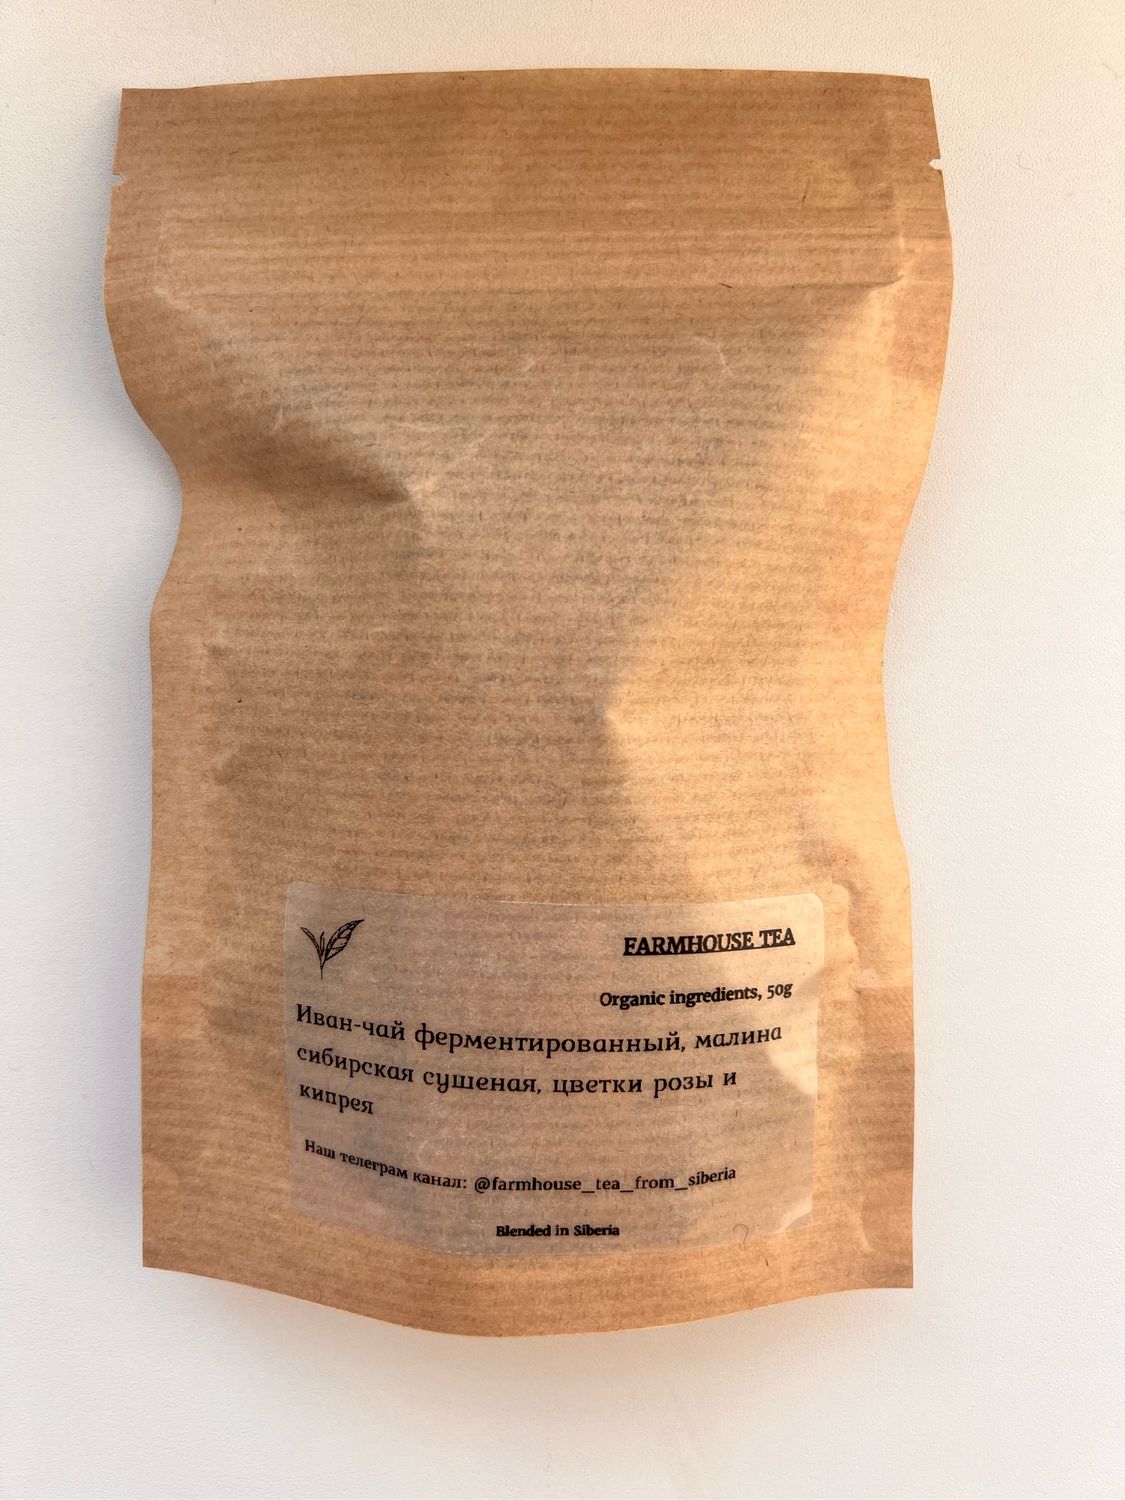 FARMHOUSE TEA
Organic ingredients, 50g
Иван-чай ферментированный, малина
сибирская сушеная, цветки розы и
кипрея
Наш телеграм канал: @farmhouse_tea_from_siberia
Blended in Siberia